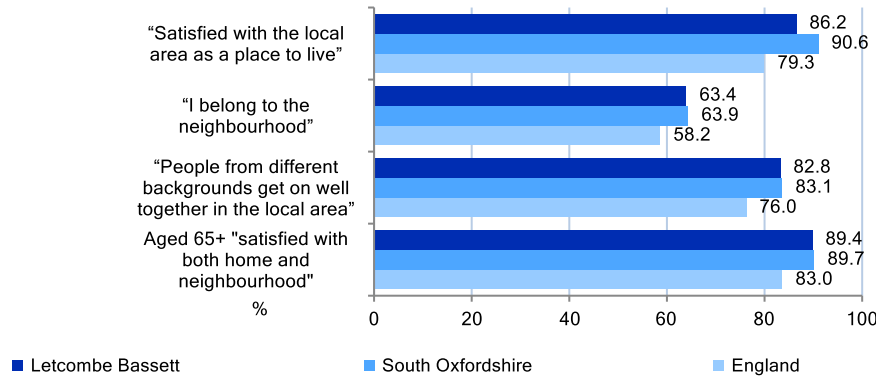 “Satisfied with the local
area as a place to live”
86.2
90.6
79.3
“I belong to the
neighbourhood”
63.4
63.9
58.2
“People from different
backgrounds get on well
together in the local area”
82.8
83.1
76.0
Aged 65+ "satisfied with
both home and
neighbourhood"
89.4
89.7
83.0
%
0 20 40 60 80 100
Letcombe Bassett South Oxfordshire England